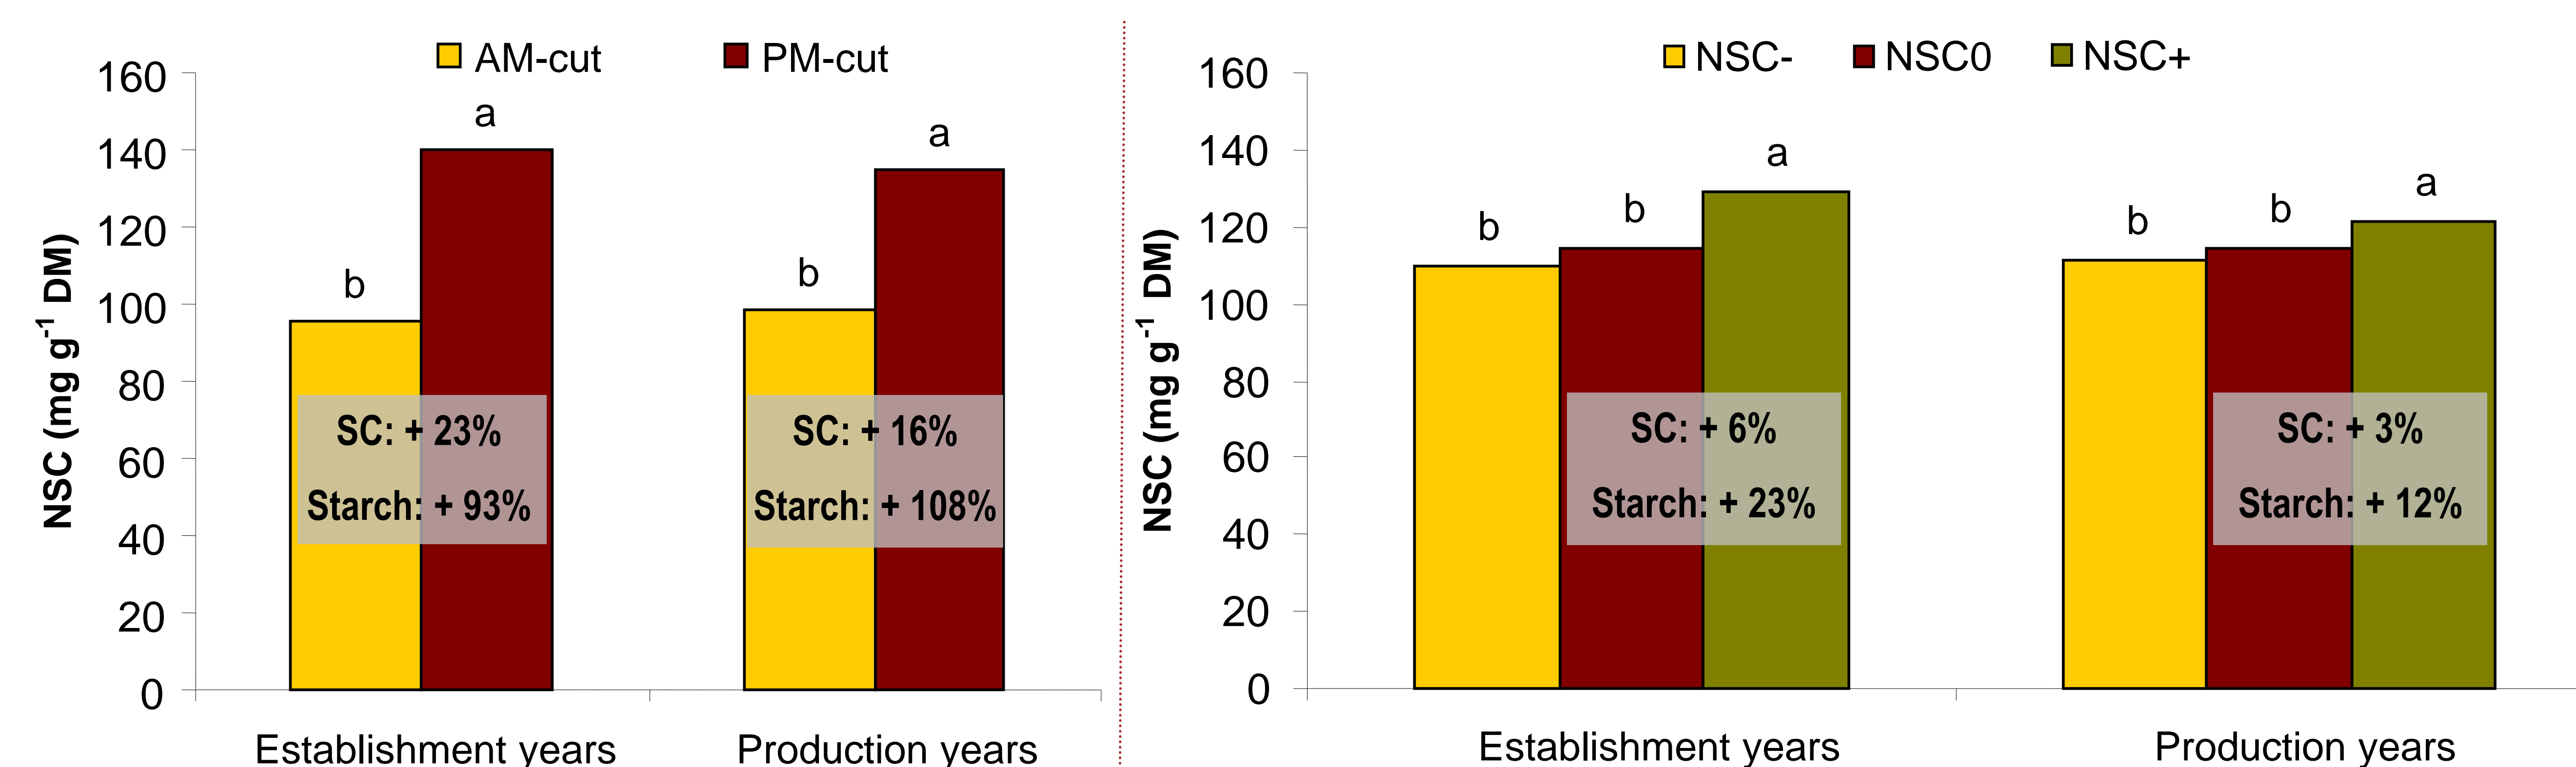 AM-cut PM-cut
160
140
120
100
80
60
40
20
0
NSC (mg g-1 DM)
b
a
b
a
SC: + 23%
Starch: + 93%
SC: + 16%
Starch: + 108%
Establishment years
Production years
NSC- NSC0 NSC+
160
140
120
100
80
60
40
20
0
NSC (mg g-1 DM)
b
b
a
b
b
a
SC: + 6%
Starch: + 23%
SC: + 3%
Starch: + 12%
Establishment years
Production years